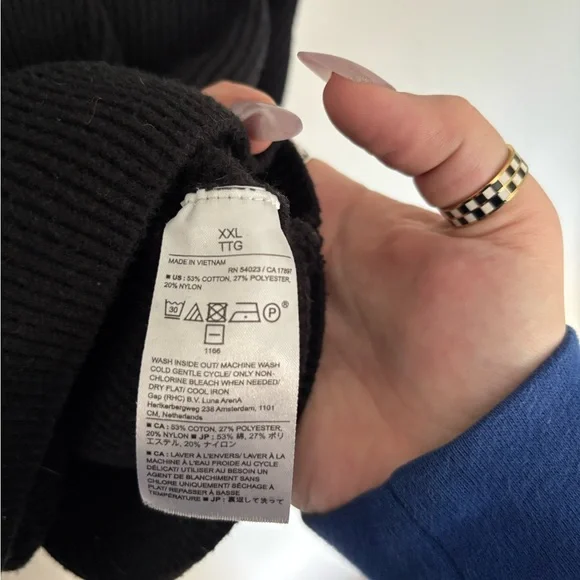 XXL
TTG
MADE IN VIETNAM
RN 54023 / CA 17897
■ US : 53% COTTON, 27% POLYESTER,
20% NYLON
30 P ®
1166
WASH INSIDE OUT/ MACHINE WASH
COLD GENTLE CYCLE/ ONLY NON-
CHLORINE BLEACH WHEN NEEDED/
DRY FLAT/ COOL IRON
Gap (RHC) B.V. Luna ArenA
Herikerbergweg 238 Amsterdam, 1101
CM, Netherlands
■ CA : 53% COTTON, 27% POLYESTER,
20% NYLON ■ JP : 53% 綿, 27% ポリ
エステル, 20% ナイロン
■ CA : LAVER À L'ENVERS/ LAVER À LA
MACHINE À L'EAU FROIDE AU CYCLE
DÉLICAT/ UTILISER AU BESOIN UN
AGENT DE BLANCHIMENT SANS
CHLORE UNIQUEMENT/ SÉCHAGE À
PLAT/ REPASSER À BASSE
TEMPÉRATURE ■ JP : 裏返して洗って